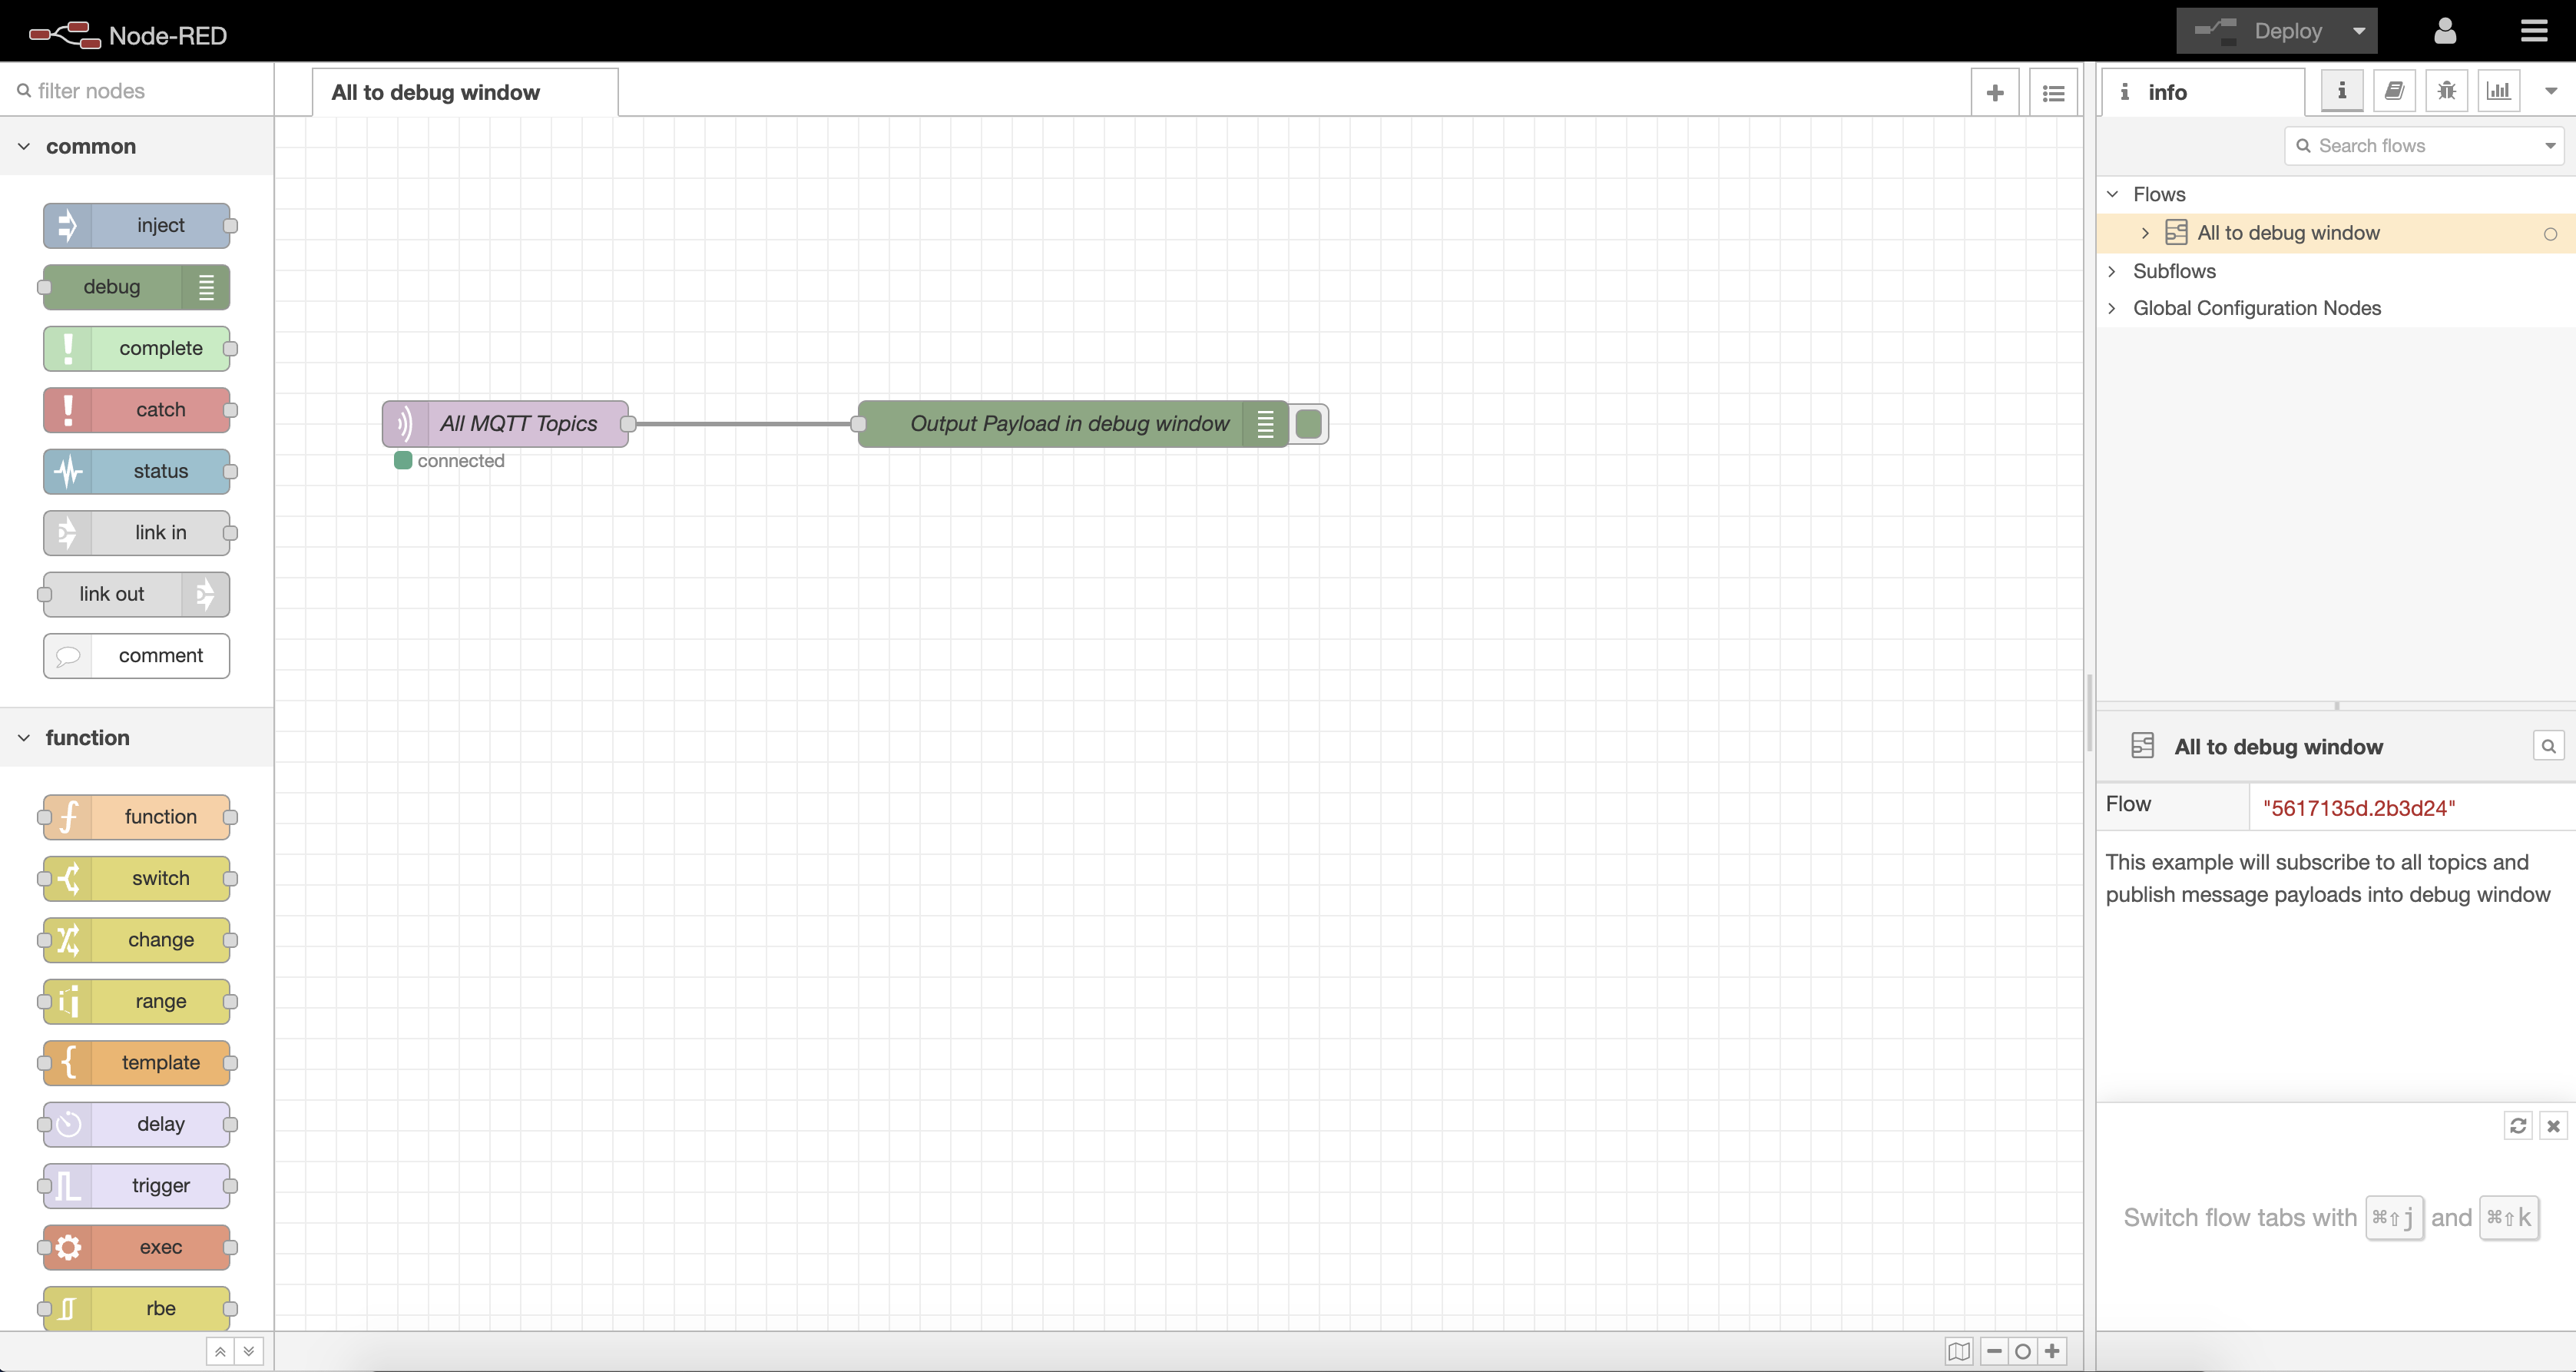 Node-RED
Deploy
filter nodes
All to debug window
info
common
Search flows
Flows
All to debug window
Subflows
Global Configuration Nodes
inject
debug
complete
catch
status
link in
link out
comment
All MQTT Topics
connected
Output Payload in debug window
function
function
switch
change
range
template
delay
trigger
exec
rbe
All to debug window
Flow "5617135d.2b3d24"
This example will subscribe to all topics and
publish message payloads into debug window
Switch flow tabs with ⌘⇧j and ⌘⇧k